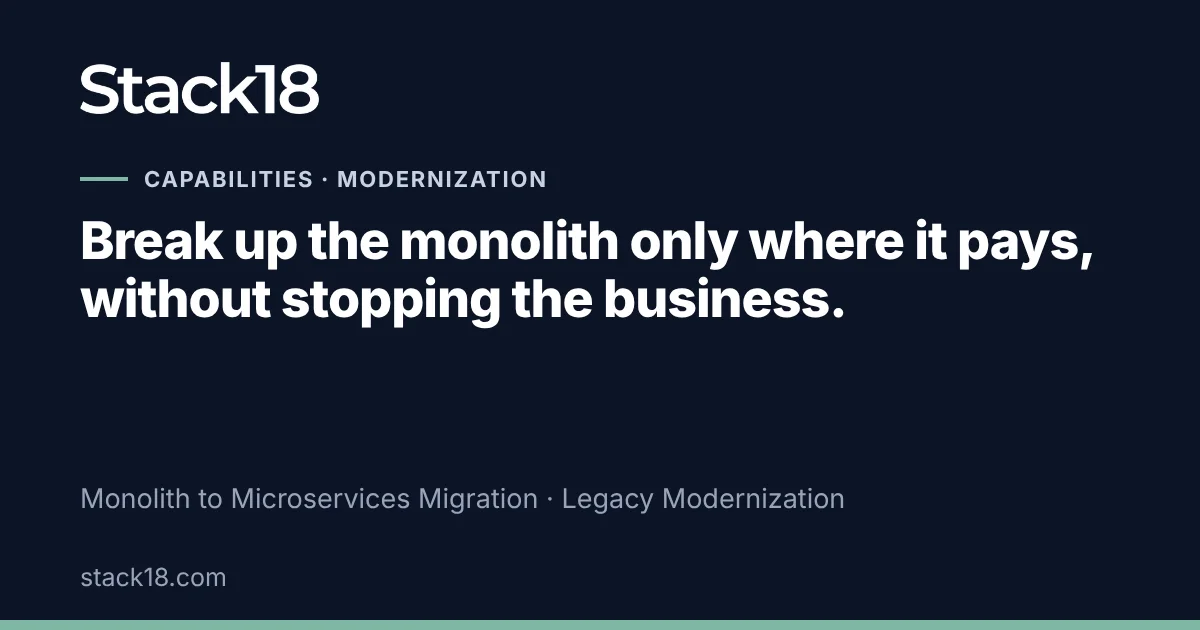 Stack18
CAPABILITIES · MODERNIZATION
Break up the monolith only where it pays,
without stopping the business.
Monolith to Microservices Migration · Legacy Modernization
stack18.com